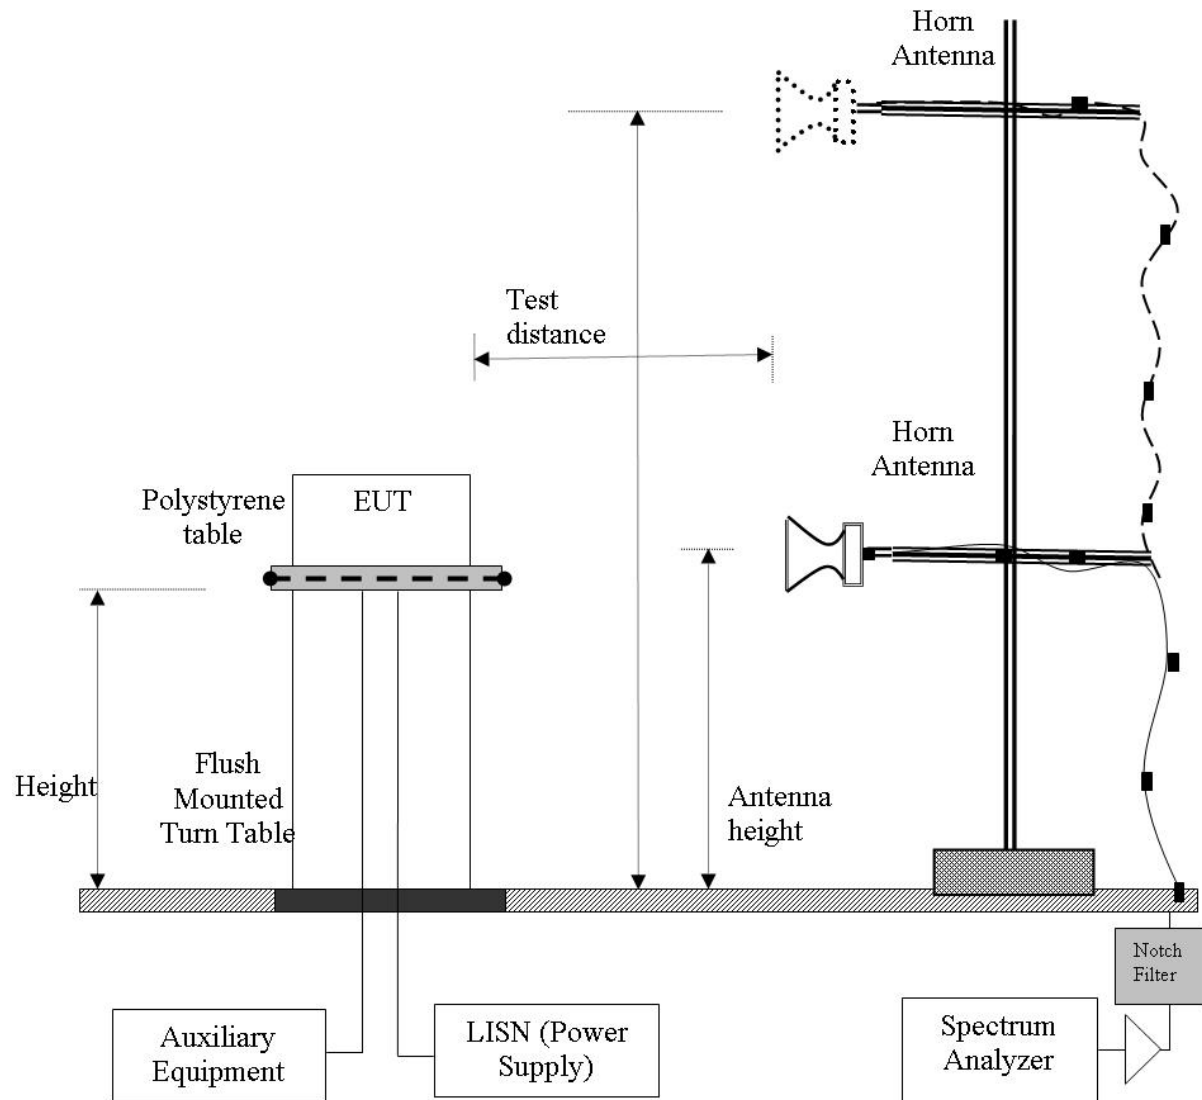 Horn
Antenna
Test
distance
Horn
Antenna
Polystyrene
table
EUT
Height
Flush
Mounted
Turn Table
Antenna
height
Notch
Filter
Auxiliary
Equipment
LISN (Power
Supply)
Spectrum
Analyzer